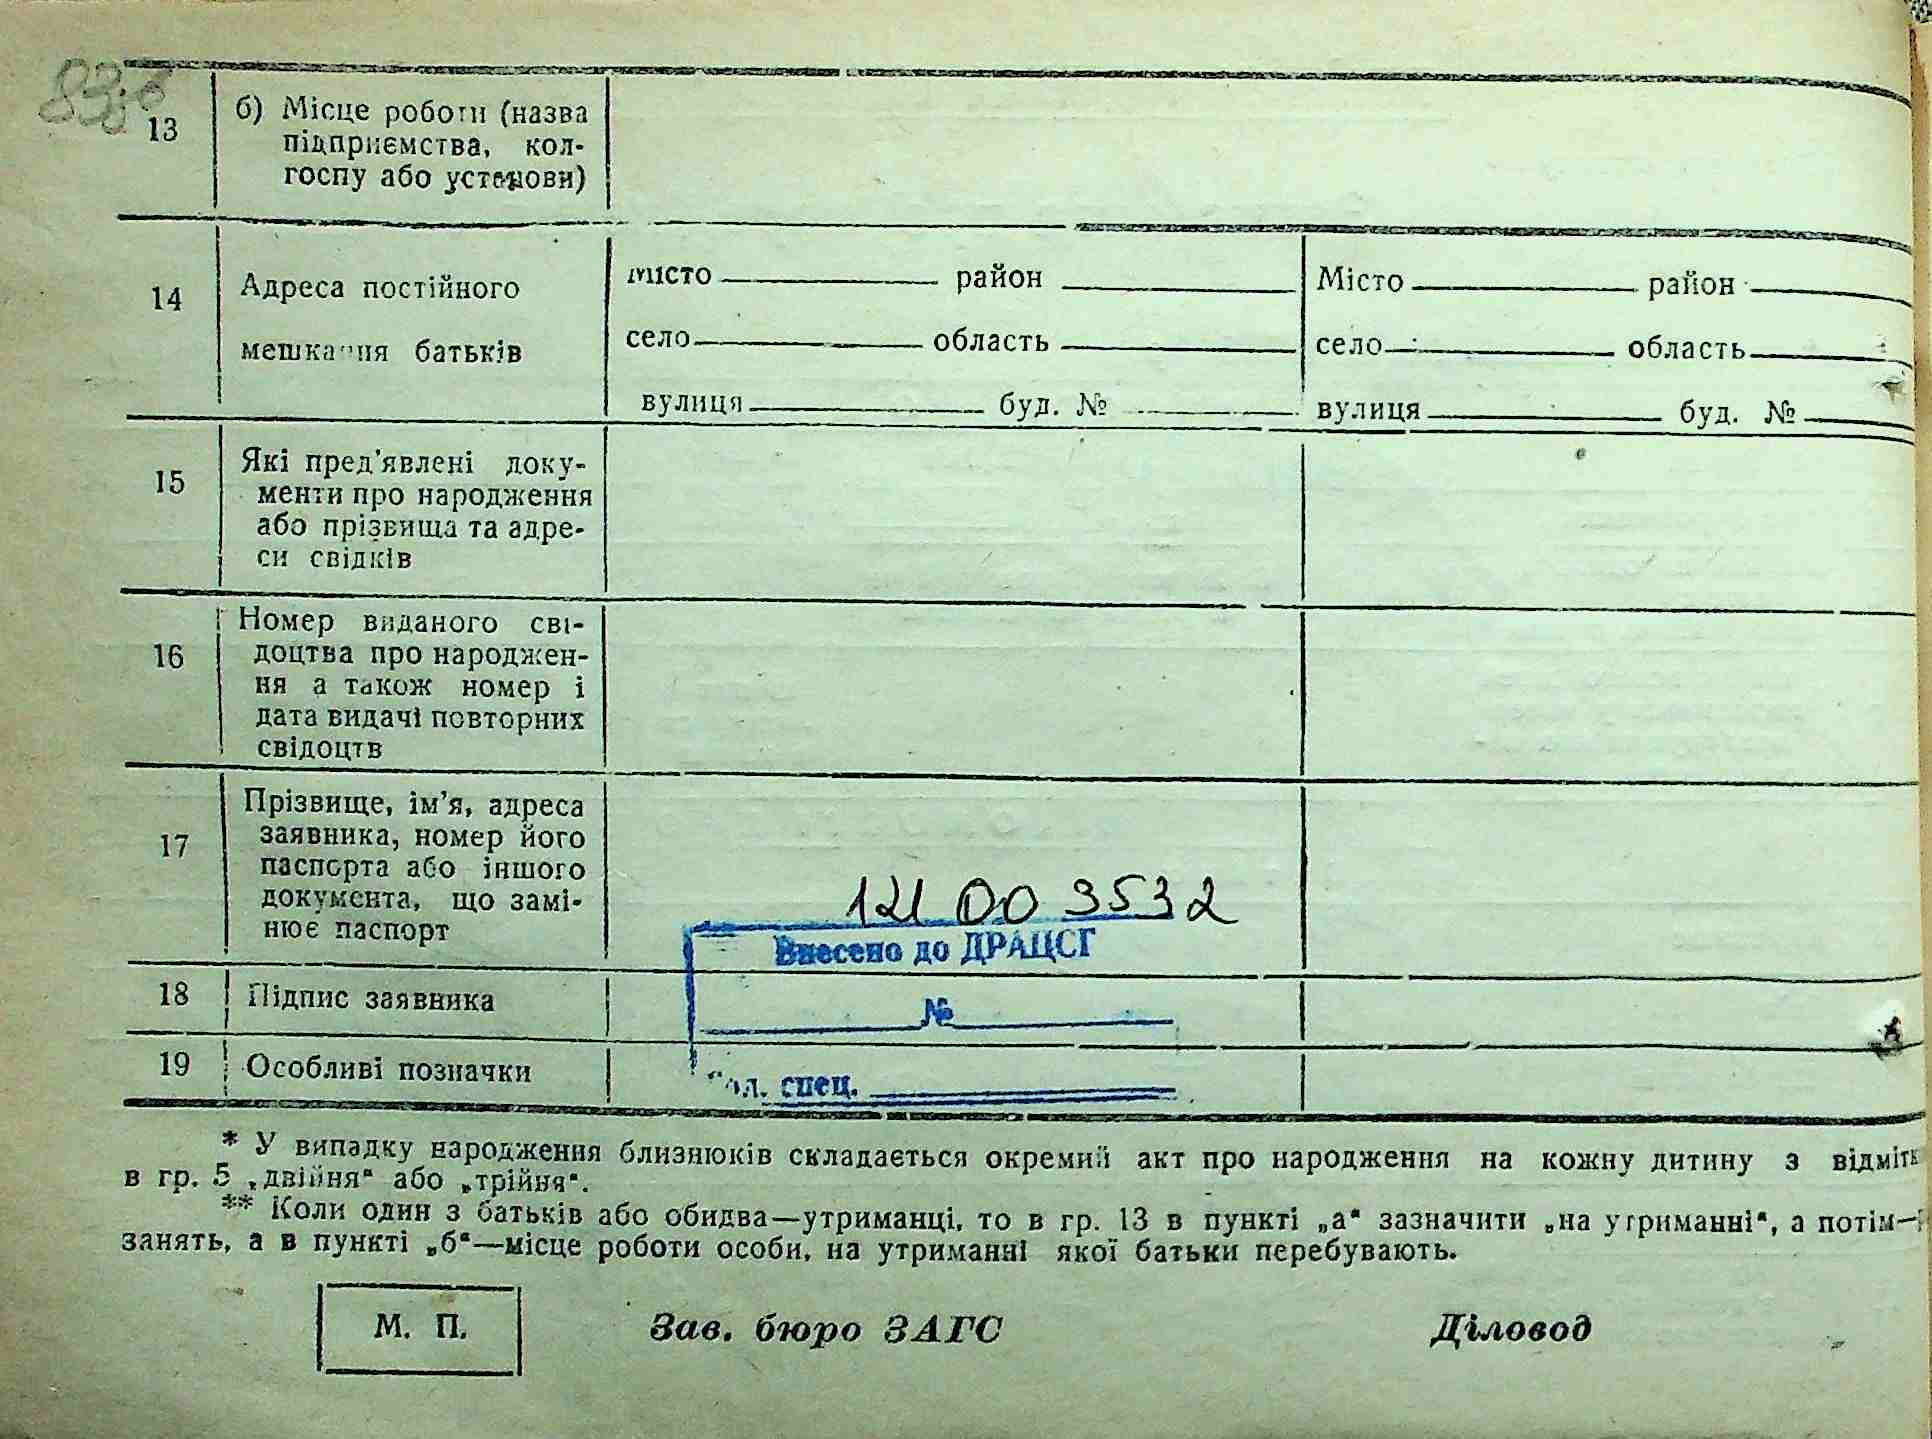 13
б) Місце роботи (назва
підприємства, кол-
госпу або установи)
14
Адреса постійного
мешкання батьків
Місто район
село область
вулиця буд. №
Місто район
село область
вулиця буд. №
15
Які пред'явлені доку-
менти про народження
або прізвища та адре-
си свідків
16
Номер виданого сві-
доцтва про народжен-
ня а також номер і
дата видачі повторних
свідоцтв
17
Прізвище, ім'я, адреса
заявника, номер його
паспорта або іншого
документа, що замі-
нює паспорт
121 00 3532
Внесено до ДРАЦСГ
№
спец.
18
Підпис заявника
19
Особливі позначки
* У випадку народження близнюків складається окремий акт про народження на кожну дитину з відмітк
в гр. 5 „двійня“ або „трійня“.
** Коли один з батьків або обидва—утриманці, то в гр. 13 в пункті „а“ зазначити „на утриманні“, а потім—
занять, а в пункті „б“—місце роботи особи, на утриманні якої батьки перебувають.
М. П.
Зав. бюро ЗАГС
Діловод